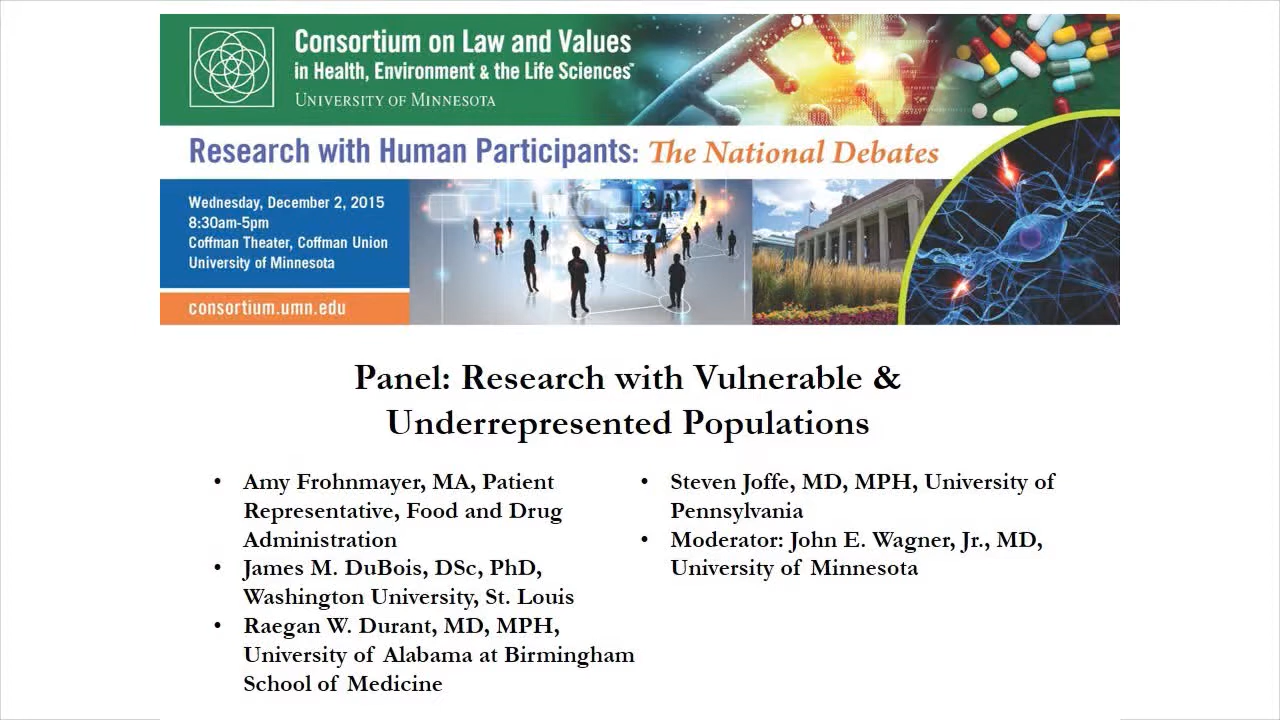 Consortium on Law and Values
in Health, Environment & the Life Sciences™
UNIVERSITY OF MINNESOTA
Research with Human Participants: The National Debates
Wednesday, December 2, 2015
8:30am-5pm
Coffman Theater, Coffman Union
University of Minnesota
consortium.umn.edu
Panel: Research with Vulnerable &
Underrepresented Populations
• Amy Frohnmayer, MA, Patient
Representative, Food and Drug
Administration
• James M. DuBois, DSc, PhD,
Washington University, St. Louis
• Raegan W. Durant, MD, MPH,
University of Alabama at Birmingham
School of Medicine
• Steven Joffe, MD, MPH, University of
Pennsylvania
• Moderator: John E. Wagner, Jr., MD,
University of Minnesota